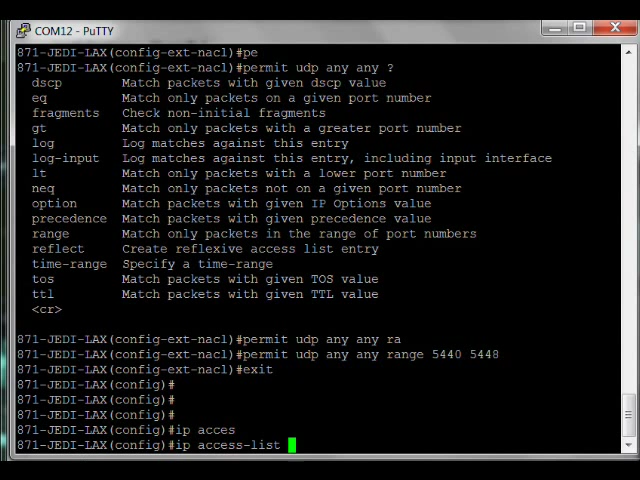 COM12 - PuTTY
871-JEDI-LAX(config-ext-nacl)#pe
871-JEDI-LAX(config-ext-nacl)#permit udp any any ?
dscp Match packets with given dscp value
eq Match only packets on a given port number
fragments Check non-initial fragments
gt Match only packets with a greater port number
log Log matches against this entry
log-input Log matches against this entry, including input interface
lt Match only packets with a lower port number
neq Match only packets not on a given port number
option Match packets with given IP Options value
precedence Match packets with given precedence value
range Match only packets in the range of port numbers
reflect Create reflexive access list entry
time-range Specify a time-range
tos Match packets with given TOS value
ttl Match packets with given TTL value
<cr>
871-JEDI-LAX(config-ext-nacl)#permit udp any any ra
871-JEDI-LAX(config-ext-nacl)#permit udp any any range 5440 5448
871-JEDI-LAX(config-ext-nacl)#exit
871-JEDI-LAX(config)#
871-JEDI-LAX(config)#
871-JEDI-LAX(config)#
871-JEDI-LAX(config)#ip acces
871-JEDI-LAX(config)#ip access-list